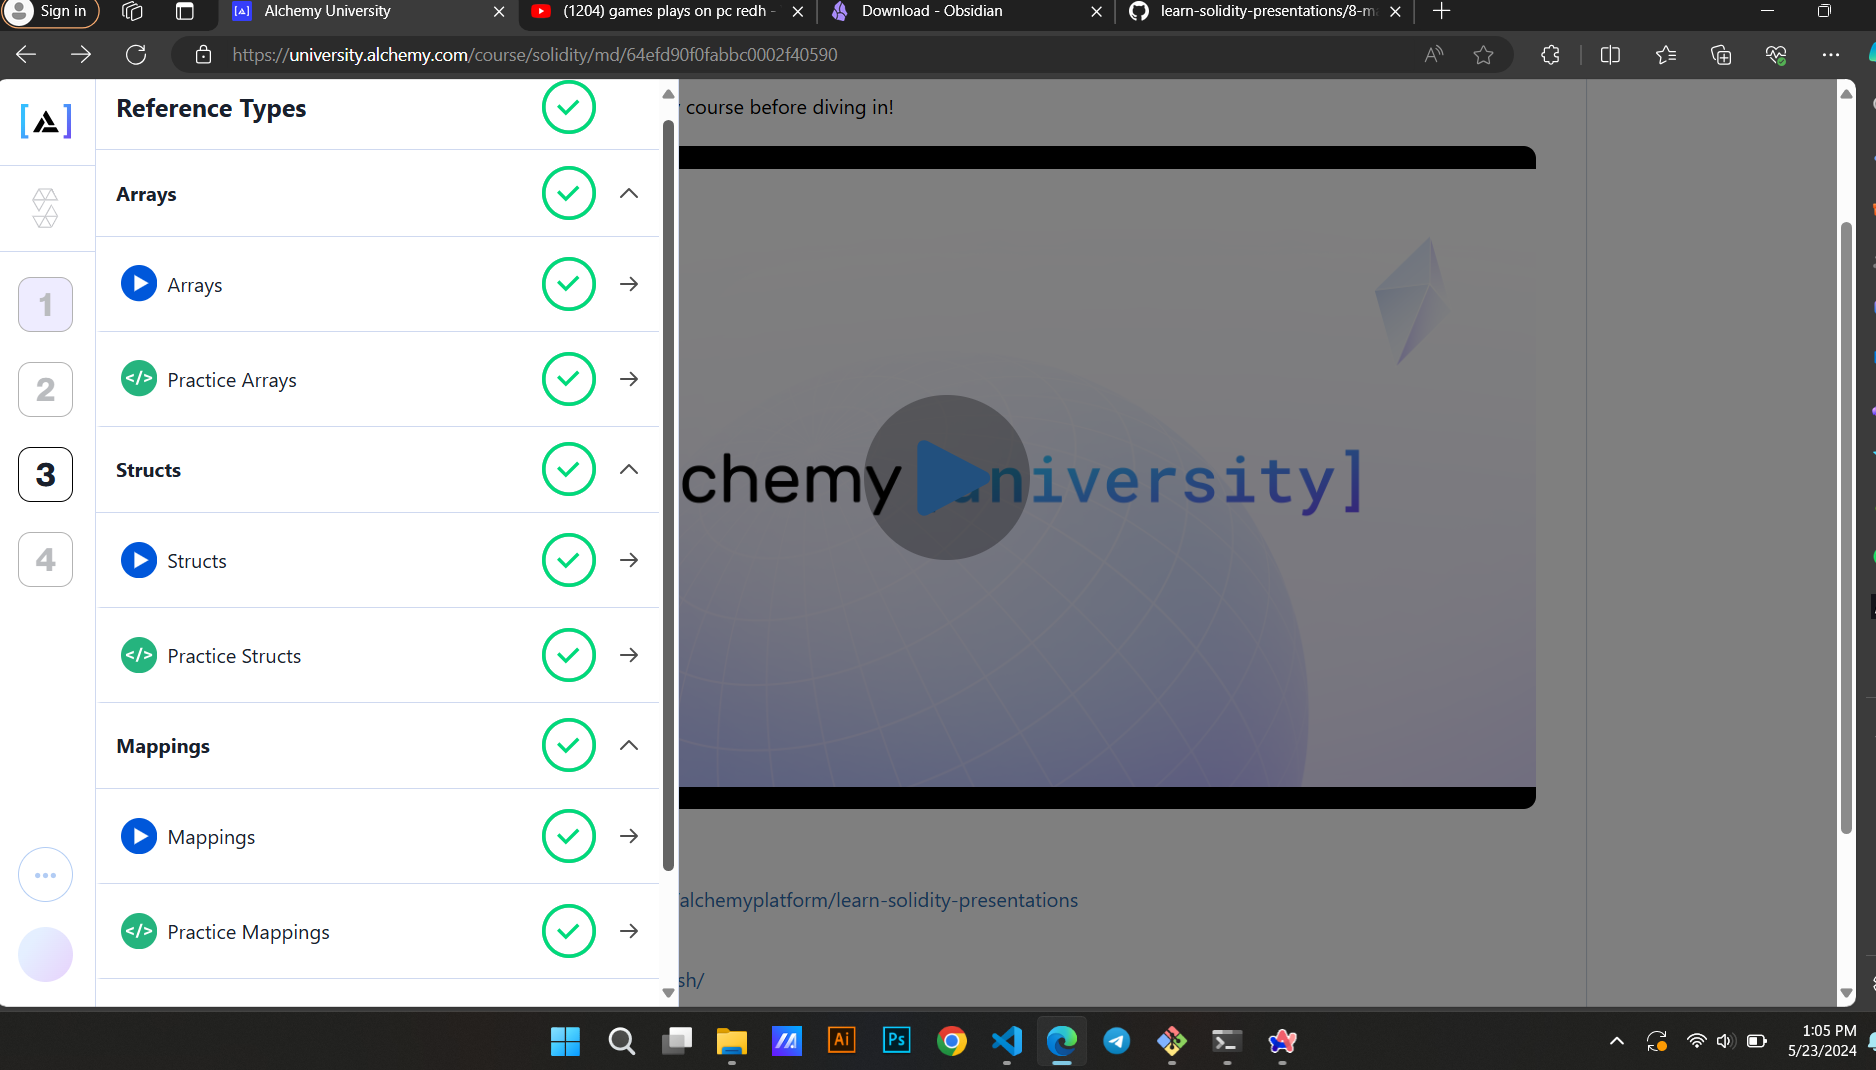 Sign in
[A] Alchemy University
(1204) games plays on pc redh -
Download - Obsidian
learn-solidity-presentations/8-ma
https://university.alchemy.com/course/solidity/md/64efd90f0fabbc0002f40590
Reference Types
course before diving in!
Arrays
Arrays
</> Practice Arrays
Structs
Structs
</> Practice Structs
Mappings
Mappings
</> Practice Mappings
1
2
3
4
chemy university]
/alchemyplatform/learn-solidity-presentations
sh/
Ai
Ps
1:05 PM
5/23/2024